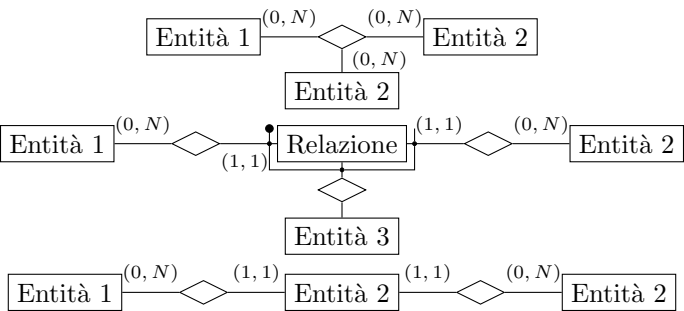 (0, N) (0, N)
Entità 1 Entità 2
(0, N)
Entità 2
(0, N) (1, 1) (0, N)
Entità 1 Relazione Entità 2
(1, 1)
Entità 3
(0, N) (1, 1) (1, 1) (0, N)
Entità 1 Entità 2 Entità 2